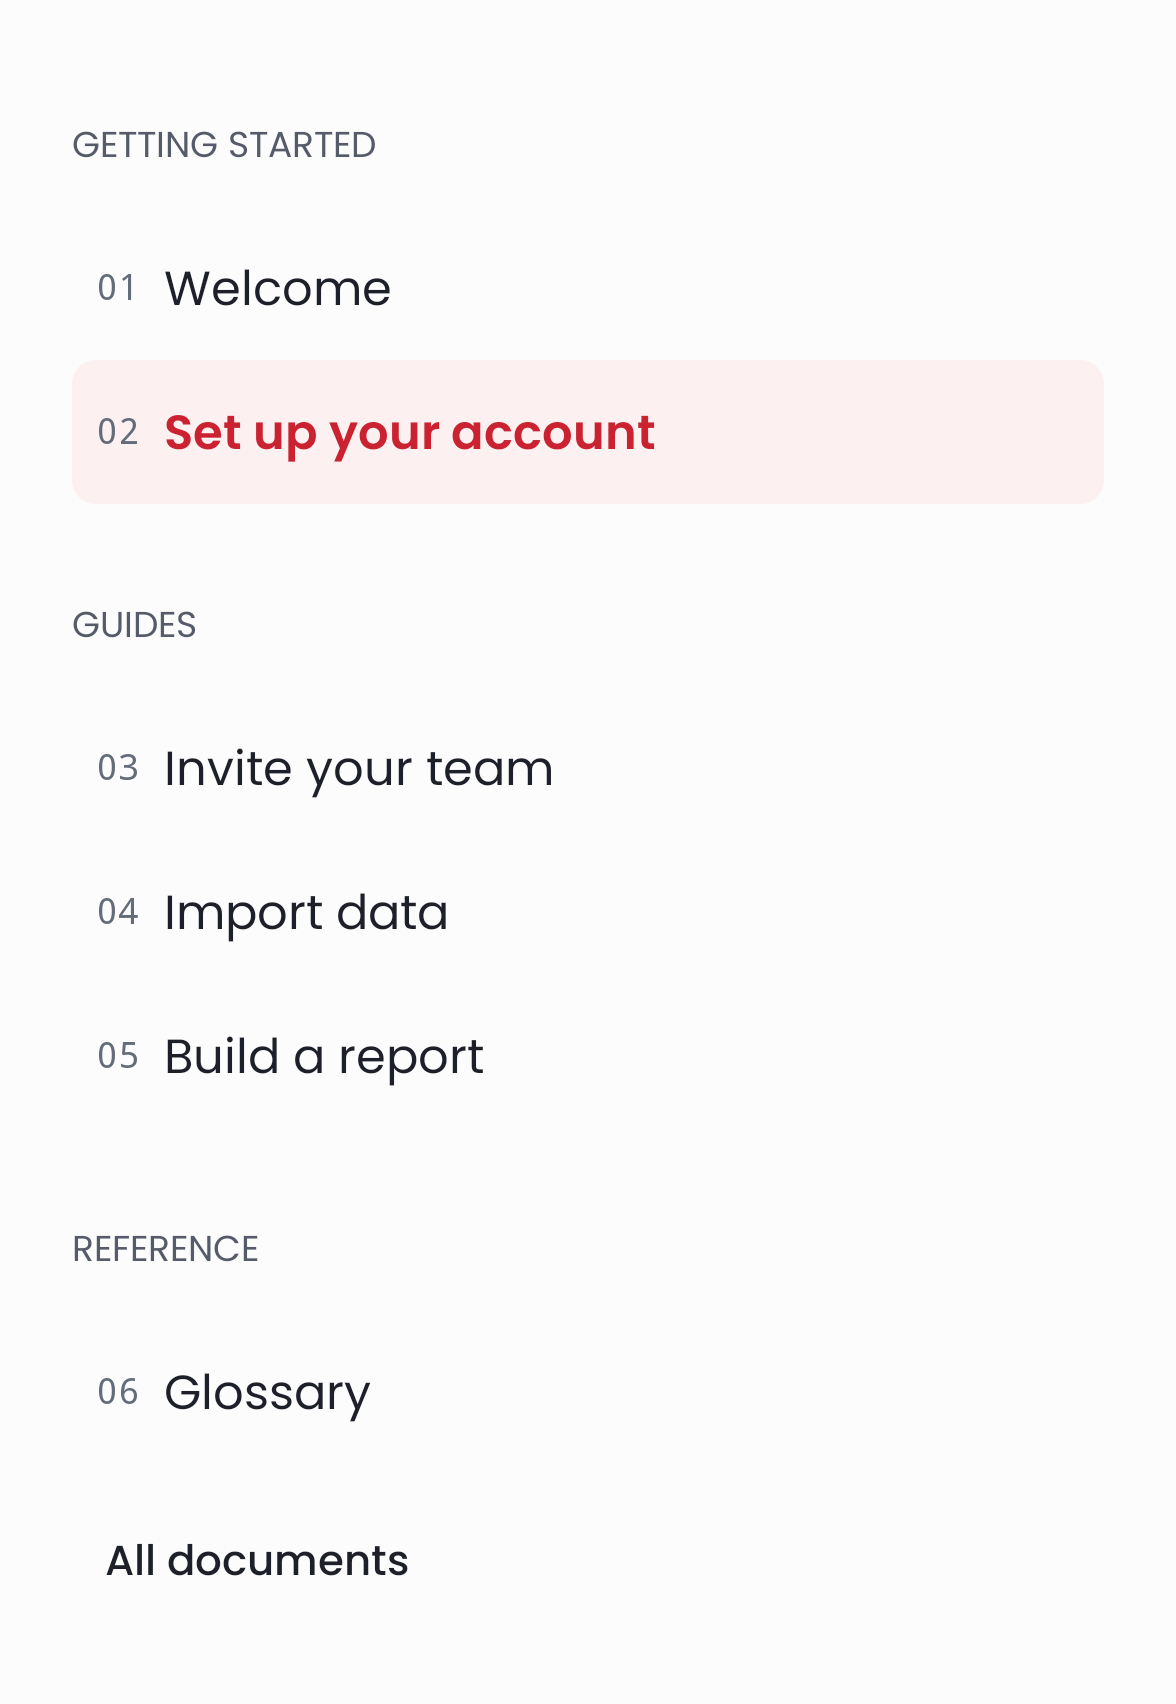 GETTING STARTED
01 Welcome
02 Set up your account
GUIDES
03 Invite your team
04 Import data
05 Build a report
REFERENCE
06 Glossary
All documents